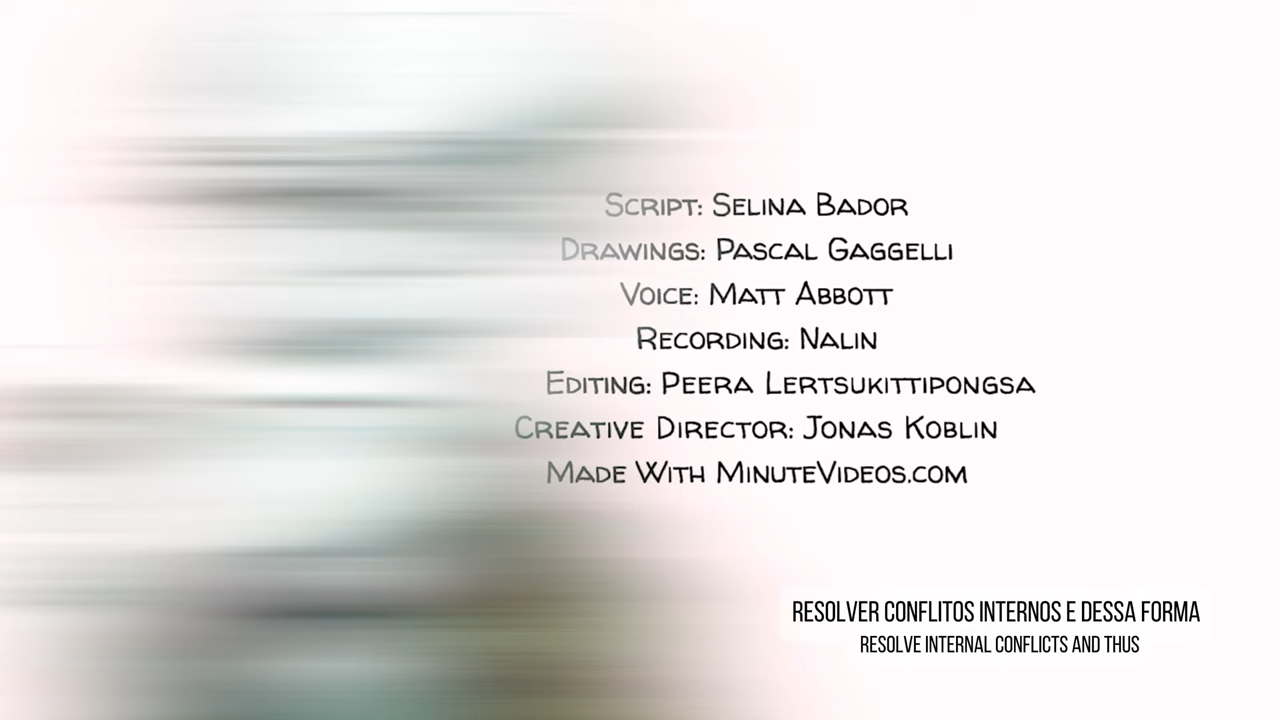 Script: Selina Bador
Drawings: Pascal Gaggelli
Voice: Matt Abbott
Recording: Nalin
Editing: Peera Lertsukittipongsa
Creative Director: Jonas Koblin
Made With MinuteVideos.com
RESOLVER CONFLITOS INTERNOS E DESSA FORMA
RESOLVE INTERNAL CONFLICTS AND THUS